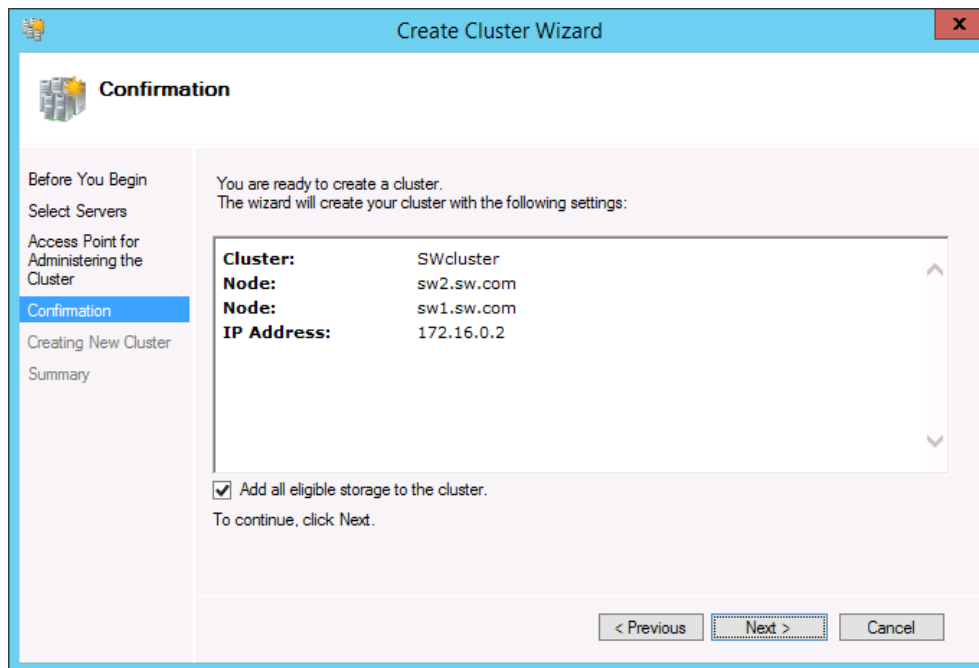 Create Cluster Wizard
x
Confirmation
Before You Begin
Select Servers
Access Point for
Administering the
Cluster
Confirmation
Creating New Cluster
Summary
You are ready to create a cluster.
The wizard will create your cluster with the following settings:
Cluster: SWcluster
Node: sw2.sw.com
Node: sw1.sw.com
IP Address: 172.16.0.2
Add all eligible storage to the cluster.
To continue, click Next.
< Previous Next > Cancel